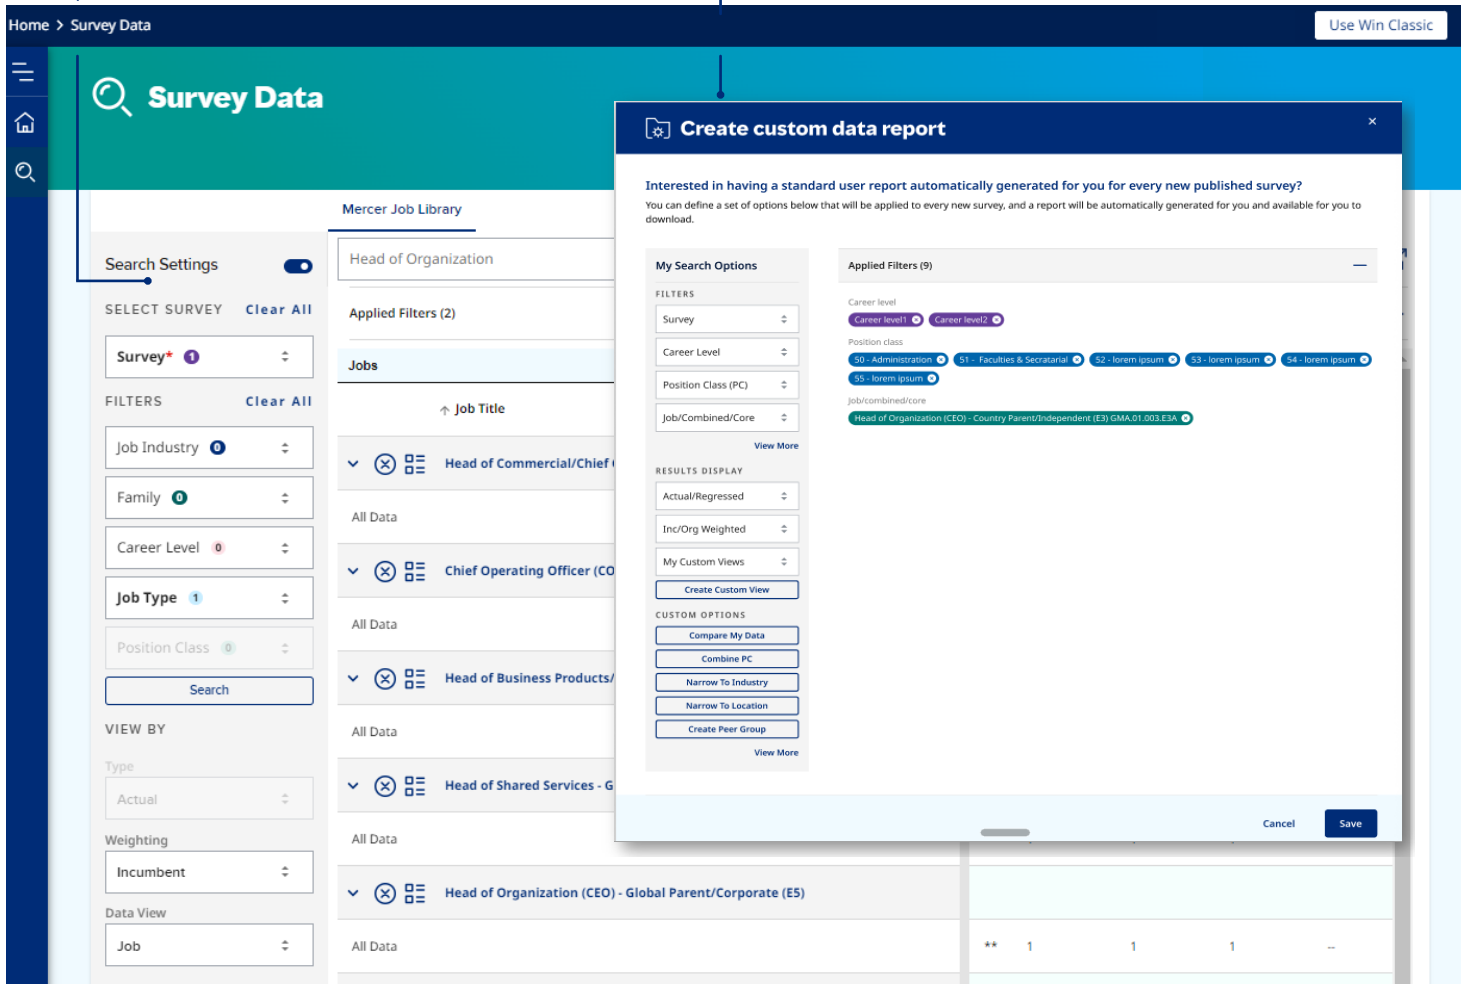 Home > Survey Data
Use Win Classic
Survey Data
Mercer Job Library
Search Settings
SELECT SURVEY Clear All
Survey* 1
FILTERS Clear All
Job Industry 0
Family 0
Career Level 0
Job Type 1
Position Class 0
Search
VIEW BY
Type
Actual
Weighting
Incumbent
Data View
Job
Head of Organization
Applied Filters (2)
Jobs
Job Title
Head of Commercial/Chief
All Data
Chief Operating Officer (CO
All Data
Head of Business Products/
All Data
Head of Shared Services - G
All Data
Head of Organization (CEO) - Global Parent/Corporate (E5)
All Data ** 1 1 1 --
Create custom data report
Interested in having a standard user report automatically generated for you for every new published survey?
You can define a set of options below that will be applied to every new survey, and a report will be automatically generated for you and available for you to
download.
My Search Options
FILTERS
Survey
Career Level
Position Class (PC)
Job/Combined/Core
View More
RESULTS DISPLAY
Actual/Regressed
Inc/Org Weighted
My Custom Views
Create Custom View
CUSTOM OPTIONS
Compare My Data
Combine PC
Narrow To Industry
Narrow To Location
Create Peer Group
View More
Applied Filters (9)
Career level
Career level1 Career level2
Position class
50 - Administration 51 - Faculties & Secratarial 52 - lorem ipsum 53 - lorem ipsum 54 - lorem ipsum
55 - lorem ipsum
Job/combined/core
Head of Organization (CEO) - Country Parent/Independent (E3) GMA.01.003.E3A
Cancel Save